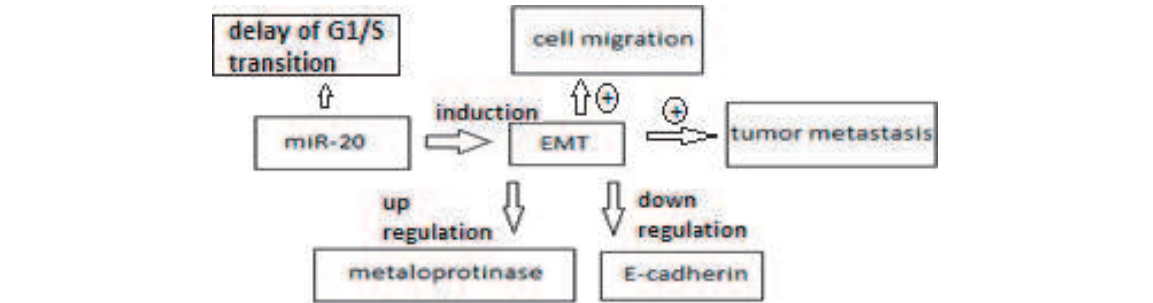 delay of G1/S
transition
cell migration
+
+
induction
miR-20
EMT
tumor metastasis
up
regulation
down
regulation
metaloprotinase
E-cadherin